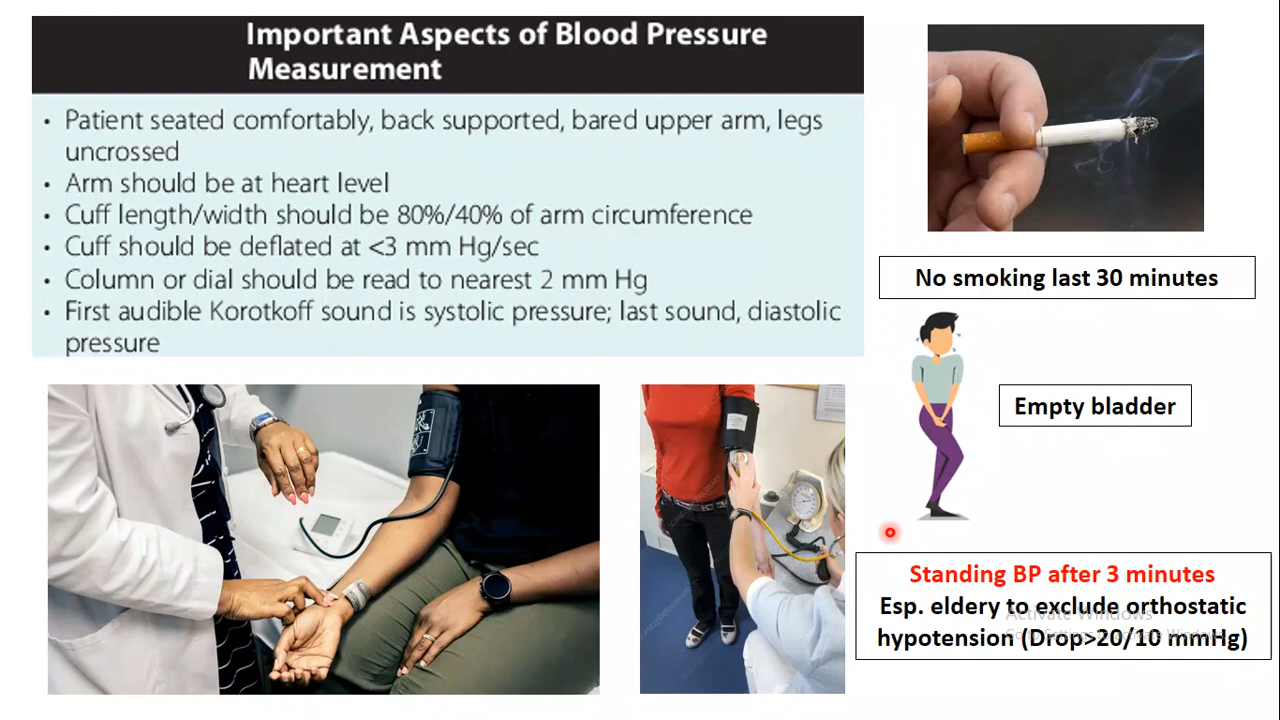 Important Aspects of Blood Pressure
Measurement
• Patient seated comfortably, back supported, bared upper arm, legs
uncrossed
• Arm should be at heart level
• Cuff length/width should be 80%/40% of arm circumference
• Cuff should be deflated at <3 mm Hg/sec
• Column or dial should be read to nearest 2 mm Hg
• First audible Korotkoff sound is systolic pressure; last sound, diastolic
pressure
No smoking last 30 minutes
Empty bladder
Standing BP after 3 minutes
Esp. eldery to exclude orthostatic
hypotension (Drop>20/10 mmHg)
Activate Windows